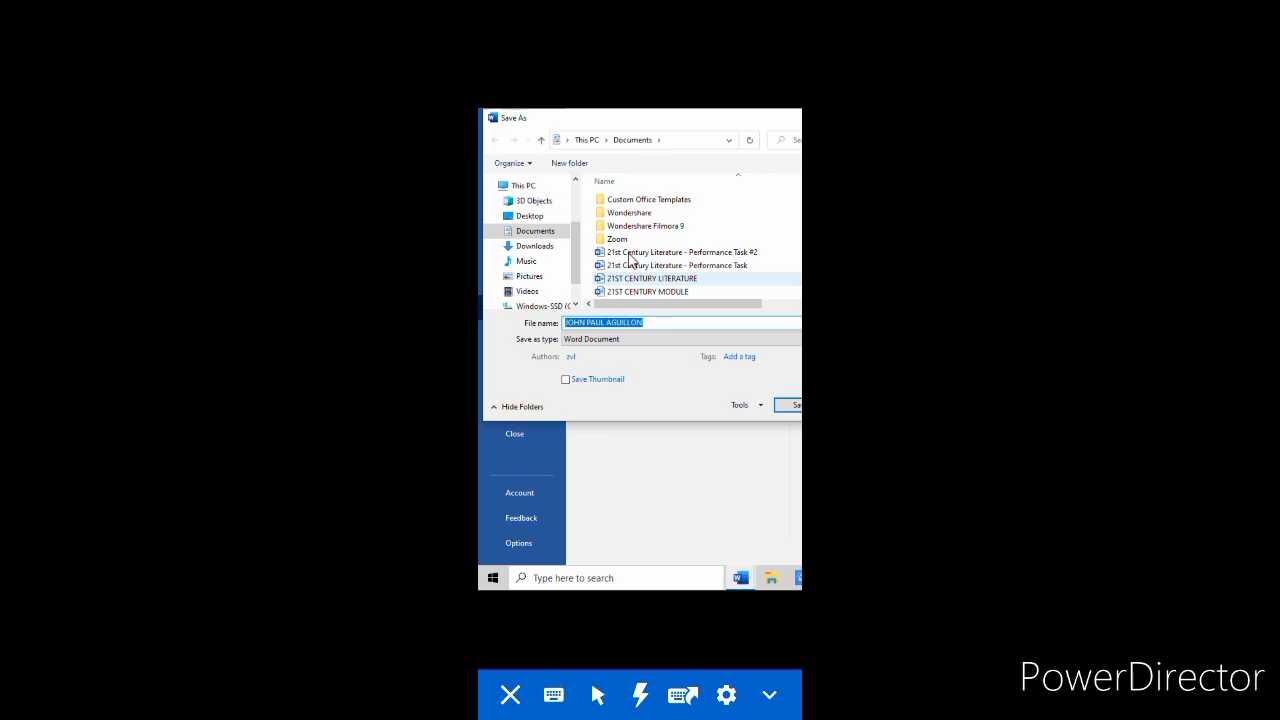 Save As
This PC > Documents >
Organize
New folder
Name
This PC
3D Objects
Desktop
Documents
Downloads
Music
Pictures
Videos
Windows-SSD (C
Custom Office Templates
Wondershare
Wondershare Filmora 9
Zoom
21st Century Literature - Performance Task #2
21st Century Literature - Performance Task
21ST CENTURY LITERATURE
21ST CENTURY MODULE
File name: JOHN PAUL AGUILLON
Save as type: Word Document
Authors: zvl
Tags: Add a tag
Save Thumbnail
Hide Folders
Tools
Close
Account
Feedback
Options
Type here to search
PowerDirector